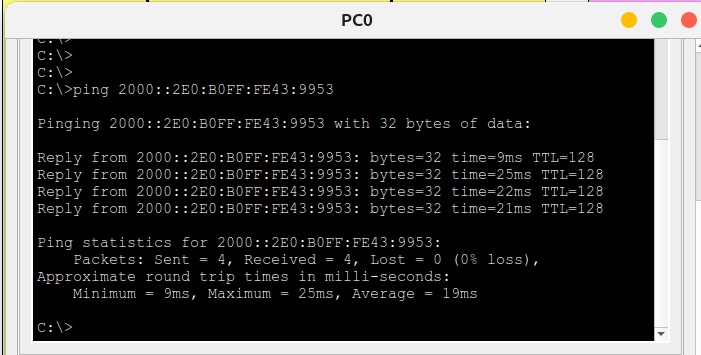 PC0
C:\>
C:\>
C:\>
C:\>ping 2000::2E0:B0FF:FE43:9953
Pinging 2000::2E0:B0FF:FE43:9953 with 32 bytes of data:
Reply from 2000::2E0:B0FF:FE43:9953: bytes=32 time=9ms TTL=128
Reply from 2000::2E0:B0FF:FE43:9953: bytes=32 time=25ms TTL=128
Reply from 2000::2E0:B0FF:FE43:9953: bytes=32 time=22ms TTL=128
Reply from 2000::2E0:B0FF:FE43:9953: bytes=32 time=21ms TTL=128
Ping statistics for 2000::2E0:B0FF:FE43:9953:
    Packets: Sent = 4, Received = 4, Lost = 0 (0% loss),
Approximate round trip times in milli-seconds:
    Minimum = 9ms, Maximum = 25ms, Average = 19ms
C:\>